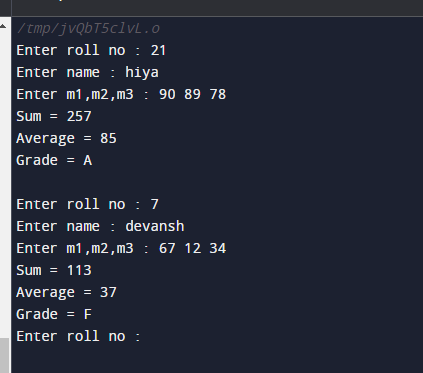 /tmp/jvQbT5clvL.o
Enter roll no : 21
Enter name : hiya
Enter m1,m2,m3 : 90 89 78
Sum = 257
Average = 85
Grade = A
Enter roll no : 7
Enter name : devansh
Enter m1,m2,m3 : 67 12 34
Sum = 113
Average = 37
Grade = F
Enter roll no :